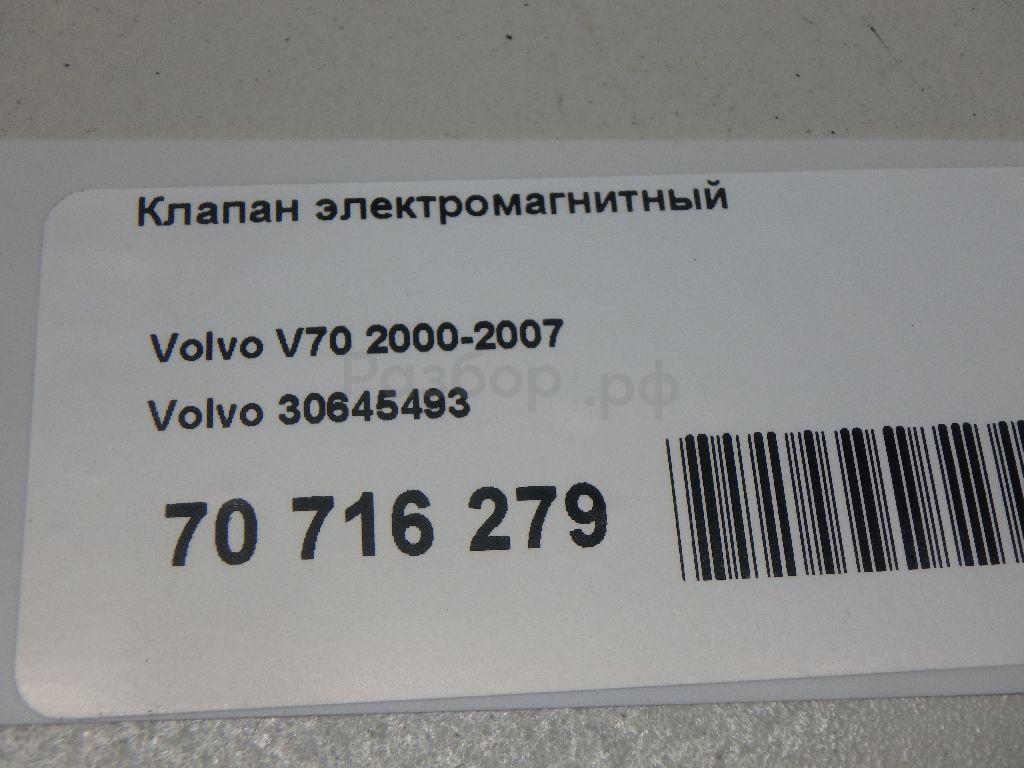 Клапан электромагнитный
Volvo V70 2000-2007
Разбор.рф
Volvo 30645493
70 716 279